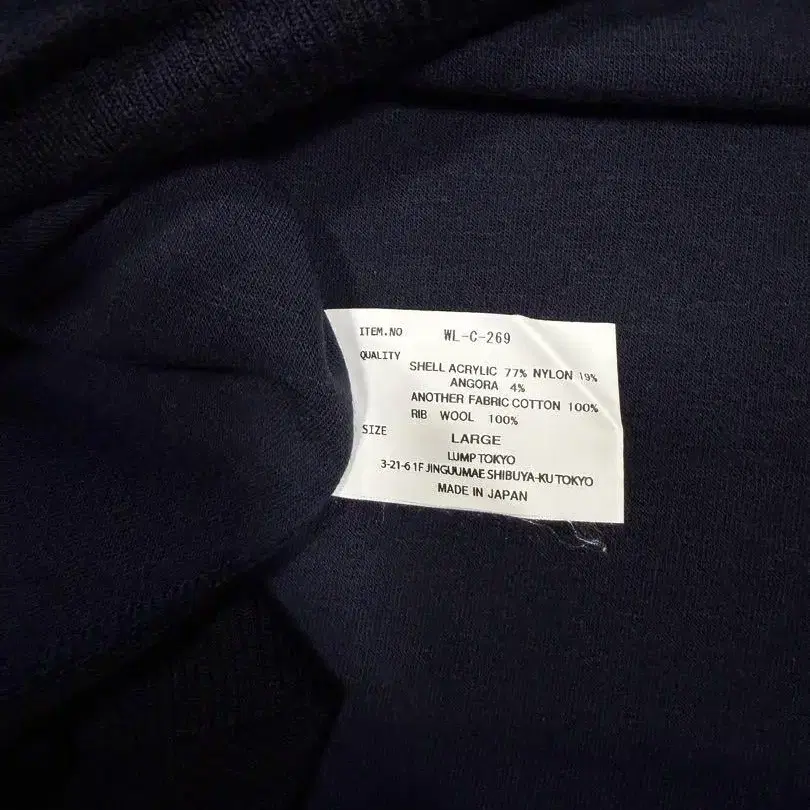 ITEM.NO WL-C-269
QUALITY
SHELL ACRYLIC 77% NYLON 19%
ANGORA 4%
ANOTHER FABRIC COTTON 100%
RIB WOOL 100%
SIZE
LARGE
LUMP TOKYO
3-21-6 1F JINGUUMAE SHIBUYA-KU TOKYO
MADE IN JAPAN